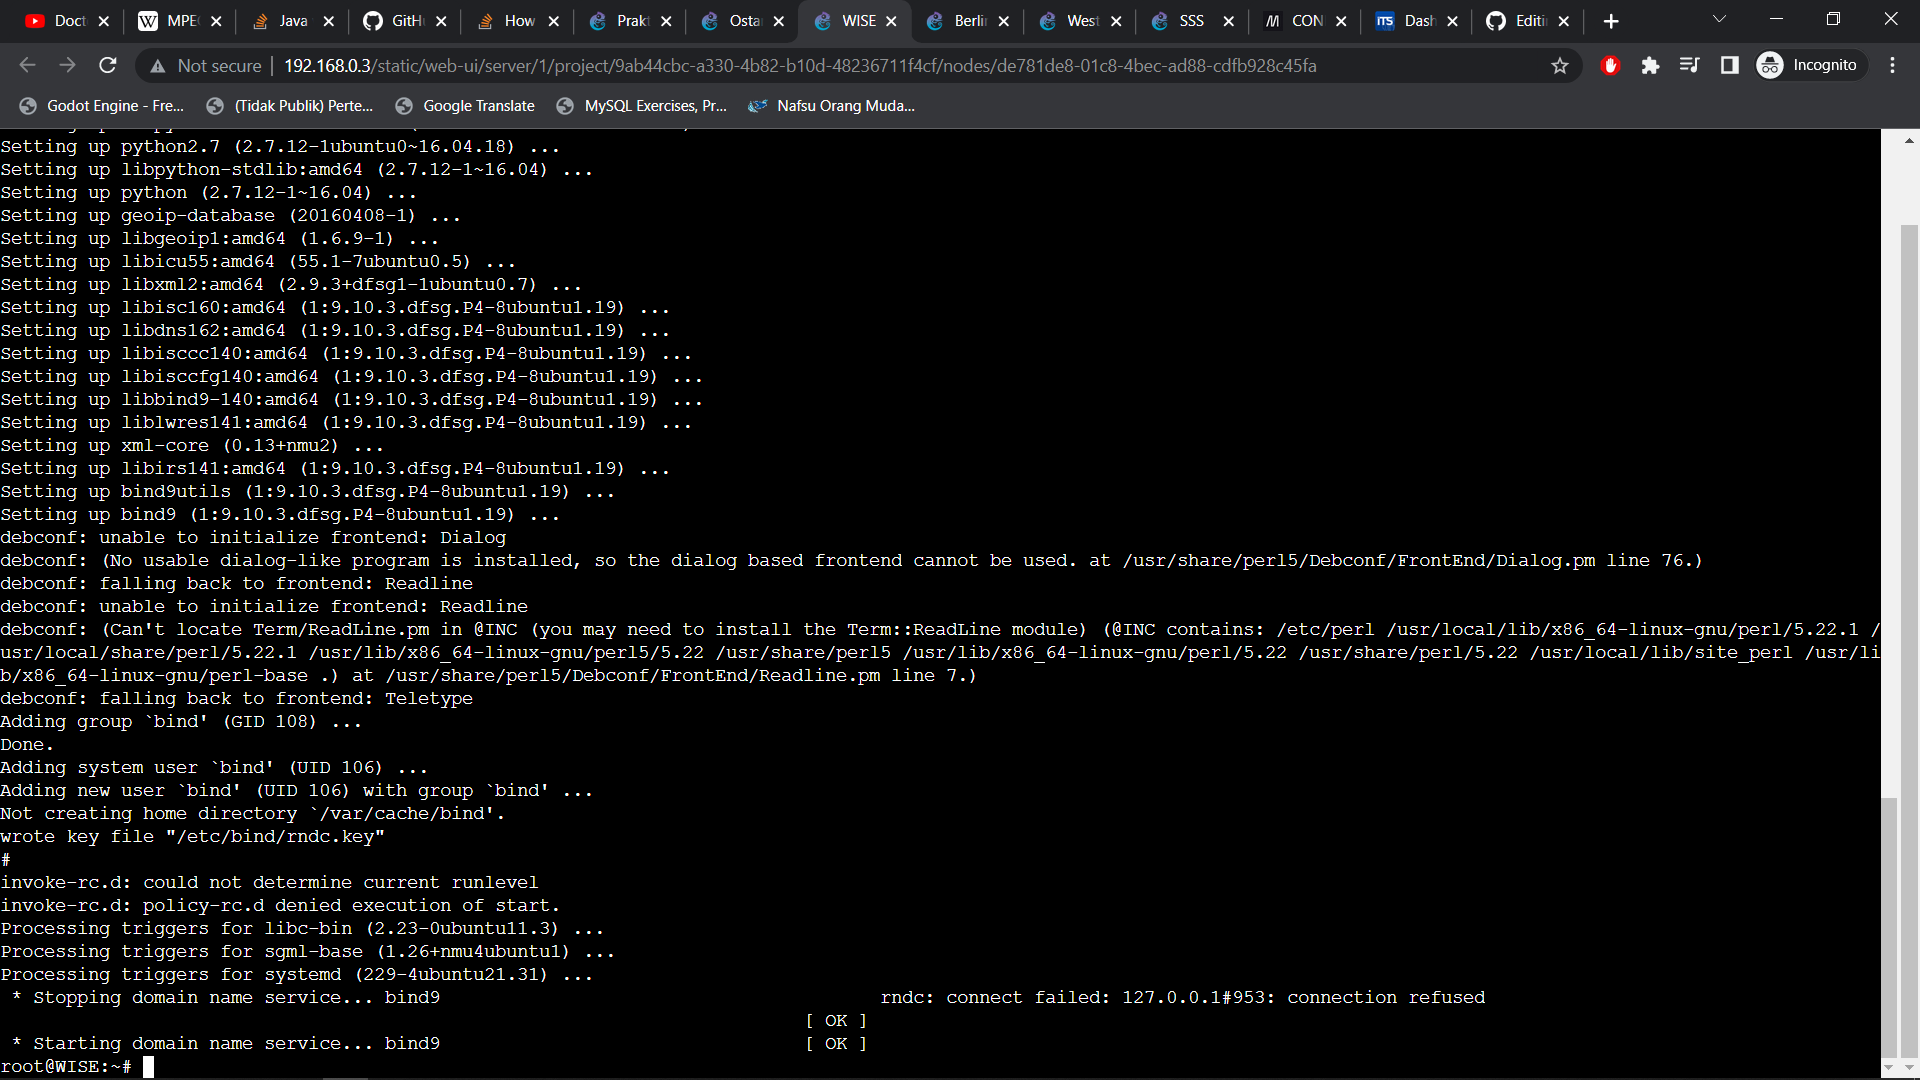 Doct
MPE
Java
GitH
How
Prakt
Osta
WISE
Berlin
West
SSS
CON
ITS Dash
Editi
Not secure
192.168.0.3/static/web-ui/server/1/project/9ab44cbc-a330-4b82-b10d-48236711f4cf/nodes/de781de8-01c8-4bec-ad88-cdfb928c45fa
Incognito
Godot Engine - Fre...
(Tidak Publik) Perte...
Google Translate
MySQL Exercises, Pr...
Nafsu Orang Muda...
Setting up python2.7 (2.7.12-1ubuntu0~16.04.18) ...
Setting up libpython-stdlib:amd64 (2.7.12-1~16.04) ...
Setting up python (2.7.12-1~16.04) ...
Setting up geoip-database (20160408-1) ...
Setting up libgeoip1:amd64 (1.6.9-1) ...
Setting up libicu55:amd64 (55.1-7ubuntu0.5) ...
Setting up libxml2:amd64 (2.9.3+dfsg1-1ubuntu0.7) ...
Setting up libisc160:amd64 (1:9.10.3.dfsg.P4-8ubuntu1.19) ...
Setting up libdns162:amd64 (1:9.10.3.dfsg.P4-8ubuntu1.19) ...
Setting up libisccc140:amd64 (1:9.10.3.dfsg.P4-8ubuntu1.19) ...
Setting up libisccfg140:amd64 (1:9.10.3.dfsg.P4-8ubuntu1.19) ...
Setting up libbind9-140:amd64 (1:9.10.3.dfsg.P4-8ubuntu1.19) ...
Setting up liblwres141:amd64 (1:9.10.3.dfsg.P4-8ubuntu1.19) ...
Setting up xml-core (0.13+nmu2) ...
Setting up libirs141:amd64 (1:9.10.3.dfsg.P4-8ubuntu1.19) ...
Setting up bind9utils (1:9.10.3.dfsg.P4-8ubuntu1.19) ...
Setting up bind9 (1:9.10.3.dfsg.P4-8ubuntu1.19) ...
debconf: unable to initialize frontend: Dialog
debconf: (No usable dialog-like program is installed, so the dialog based frontend cannot be used. at /usr/share/perl5/Debconf/FrontEnd/Dialog.pm line 76.)
debconf: falling back to frontend: Readline
debconf: unable to initialize frontend: Readline
debconf: (Can't locate Term/ReadLine.pm in @INC (you may need to install the Term::ReadLine module) (@INC contains: /etc/perl /usr/local/lib/x86_64-linux-gnu/perl/5.22.1 /
usr/local/share/perl/5.22.1 /usr/lib/x86_64-linux-gnu/perl5/5.22 /usr/share/perl5 /usr/lib/x86_64-linux-gnu/perl/5.22 /usr/share/perl/5.22 /usr/local/lib/site_perl /usr/li
b/x86_64-linux-gnu/perl-base .) at /usr/share/perl5/Debconf/FrontEnd/Readline.pm line 7.)
debconf: falling back to frontend: Teletype
Adding group `bind' (GID 108) ...
Done.
Adding system user `bind' (UID 106) ...
Adding new user `bind' (UID 106) with group `bind' ...
Not creating home directory `/var/cache/bind'.
wrote key file "/etc/bind/rndc.key"
#
invoke-rc.d: could not determine current runlevel
invoke-rc.d: policy-rc.d denied execution of start.
Processing triggers for libc-bin (2.23-0ubuntu11.3) ...
Processing triggers for sgml-base (1.26+nmu4ubuntu1) ...
Processing triggers for systemd (229-4ubuntu21.31) ...
* Stopping domain name service... bind9 rndc: connect failed: 127.0.0.1#953: connection refused
[ OK ]
* Starting domain name service... bind9 [ OK ]
root@WISE:~#